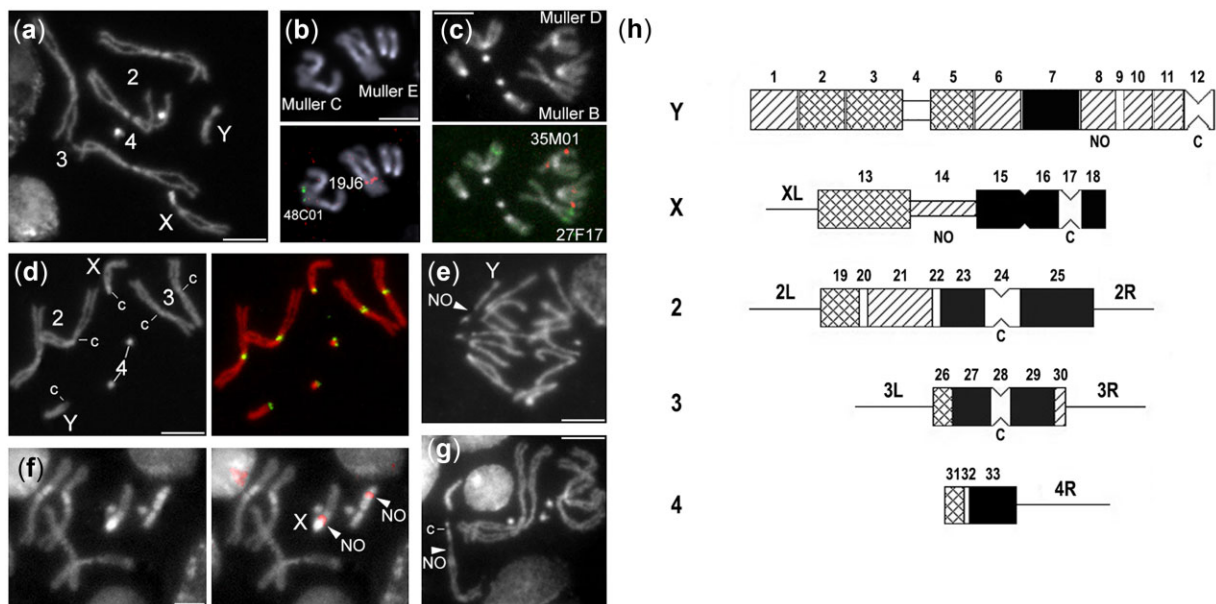 (a)
2
Y
4
3
X
(b)
Muller C
Muller E
19J6
48C01
(c)
Muller D
Muller B
35M01
27F17
(d)
X
c
3
2
c
c
4
c
Y
(e)
Y
NO
(f)
X
NO
NO
(g)
c
NO
(h)
1 2 3 4 5 6 7 8 9 10 11 12
Y
NO C
13 14 15 16 17 18
XL
X
NO C
19 20 21 22 23 24 25
2L 2R
2
C
26 27 28 29 30
3L 3R
3
C
31 32 33
4R
4